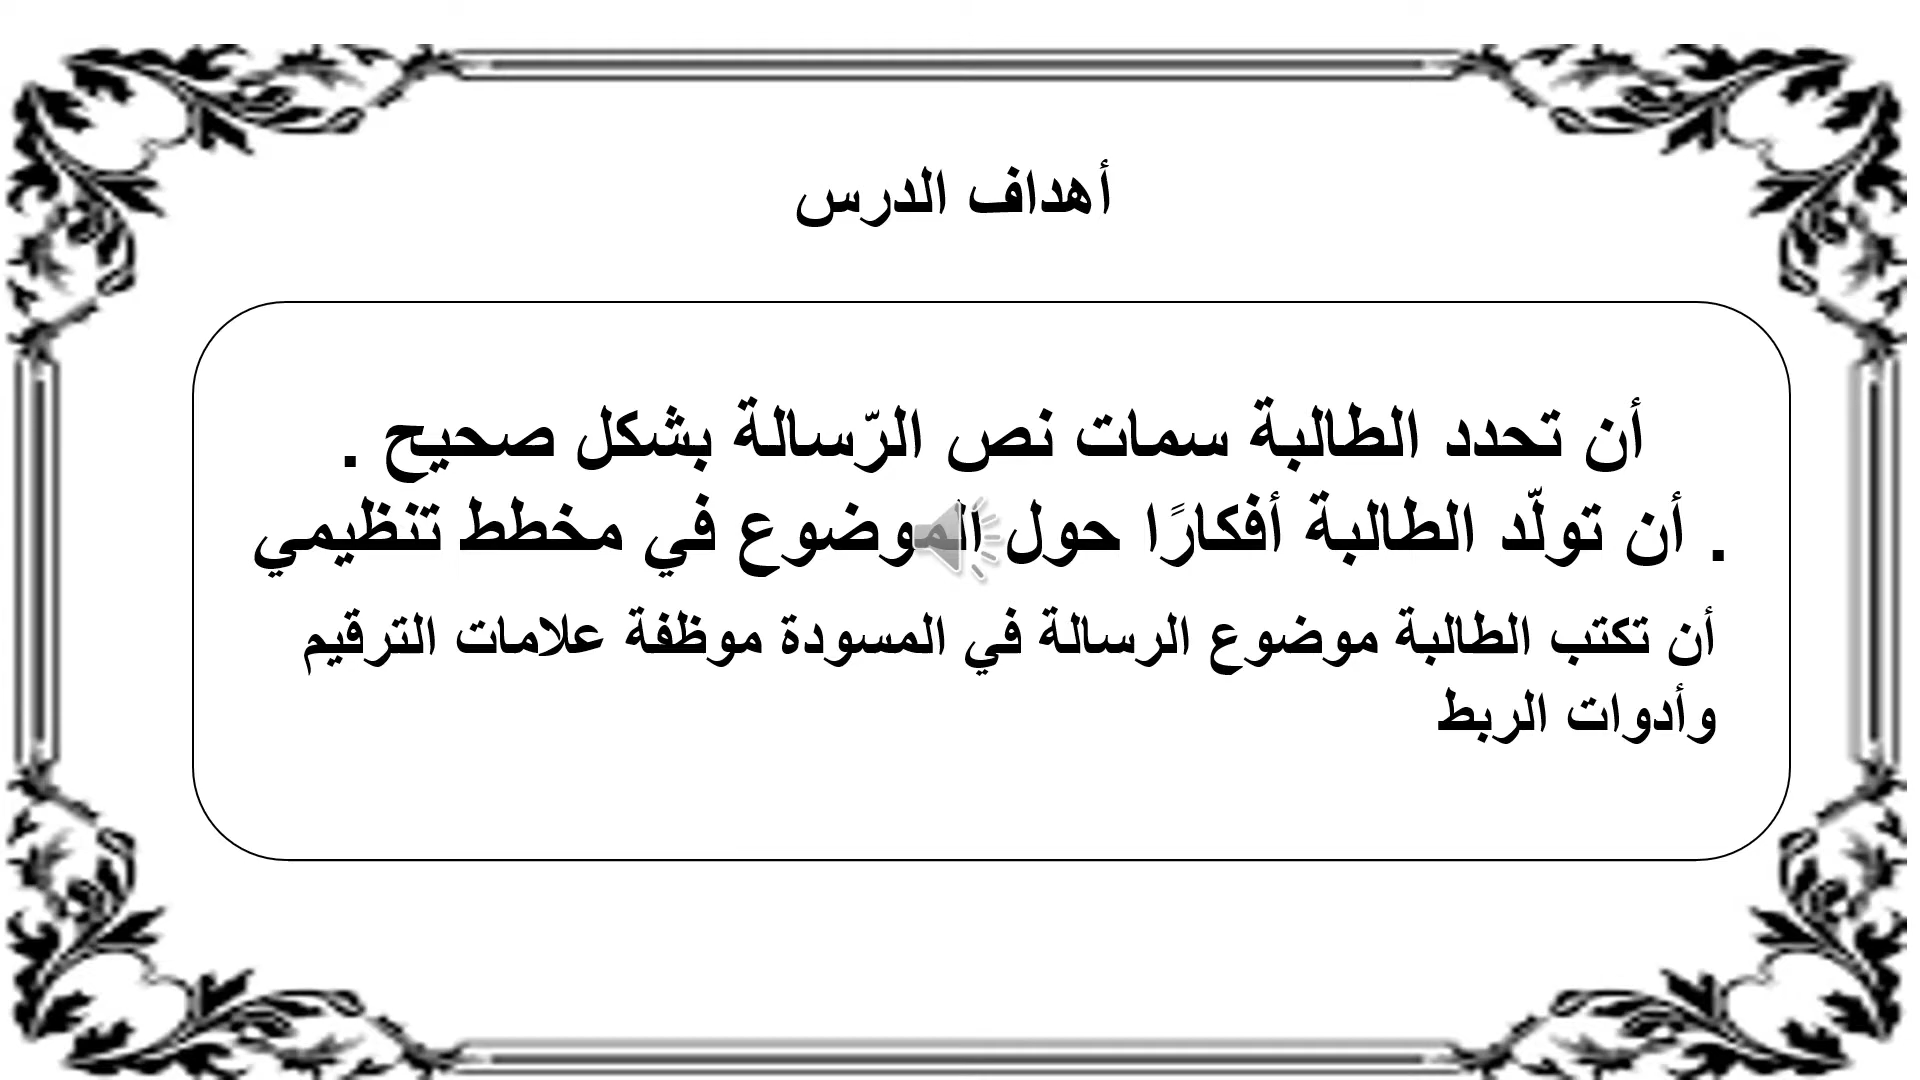 أهداف الدرس
أن تحدد الطالبة سمات نص الرّسالة بشكل صحيح .
. أن تولّد الطالبة أفكارًا حول الموضوع في مخطط تنظيمي
أن تكتب الطالبة موضوع الرسالة في المسودة موظفة علامات الترقيم
وأدوات الربط